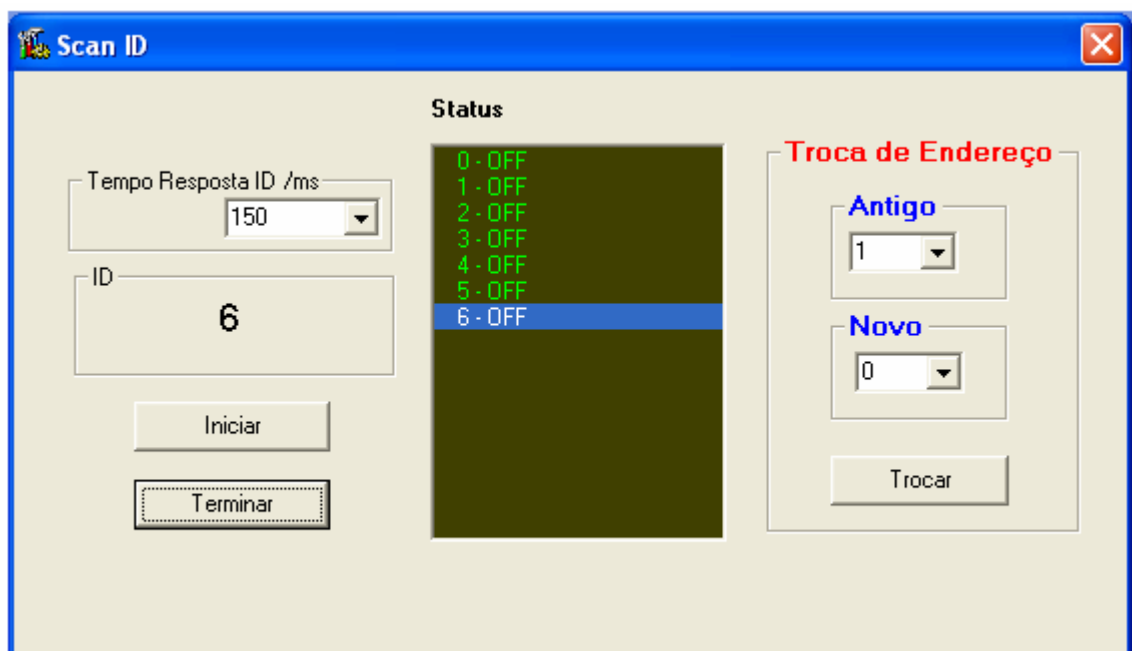 Scan ID
Status
Tempo Resposta ID /ms
150
ID
6
Iniciar
Terminar
0 - OFF
1 - OFF
2 - OFF
3 - OFF
4 - OFF
5 - OFF
6 - OFF
Troca de Endereço
Antigo
1
Novo
0
Trocar